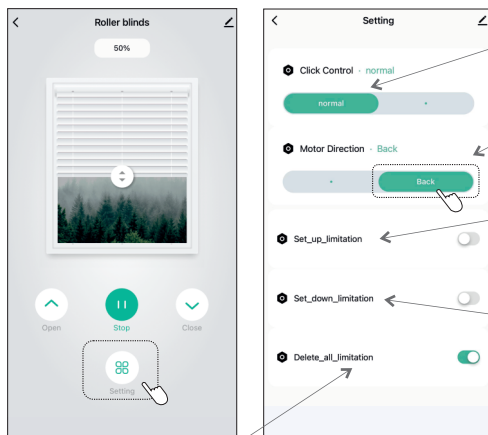 Roller blinds
50%
Open
Stop
Close
Setting
Setting
Click Control · normal
normal
Motor Direction · Back
Back
Set_up_limitation
Set_down_limitation
Delete_all_limitation